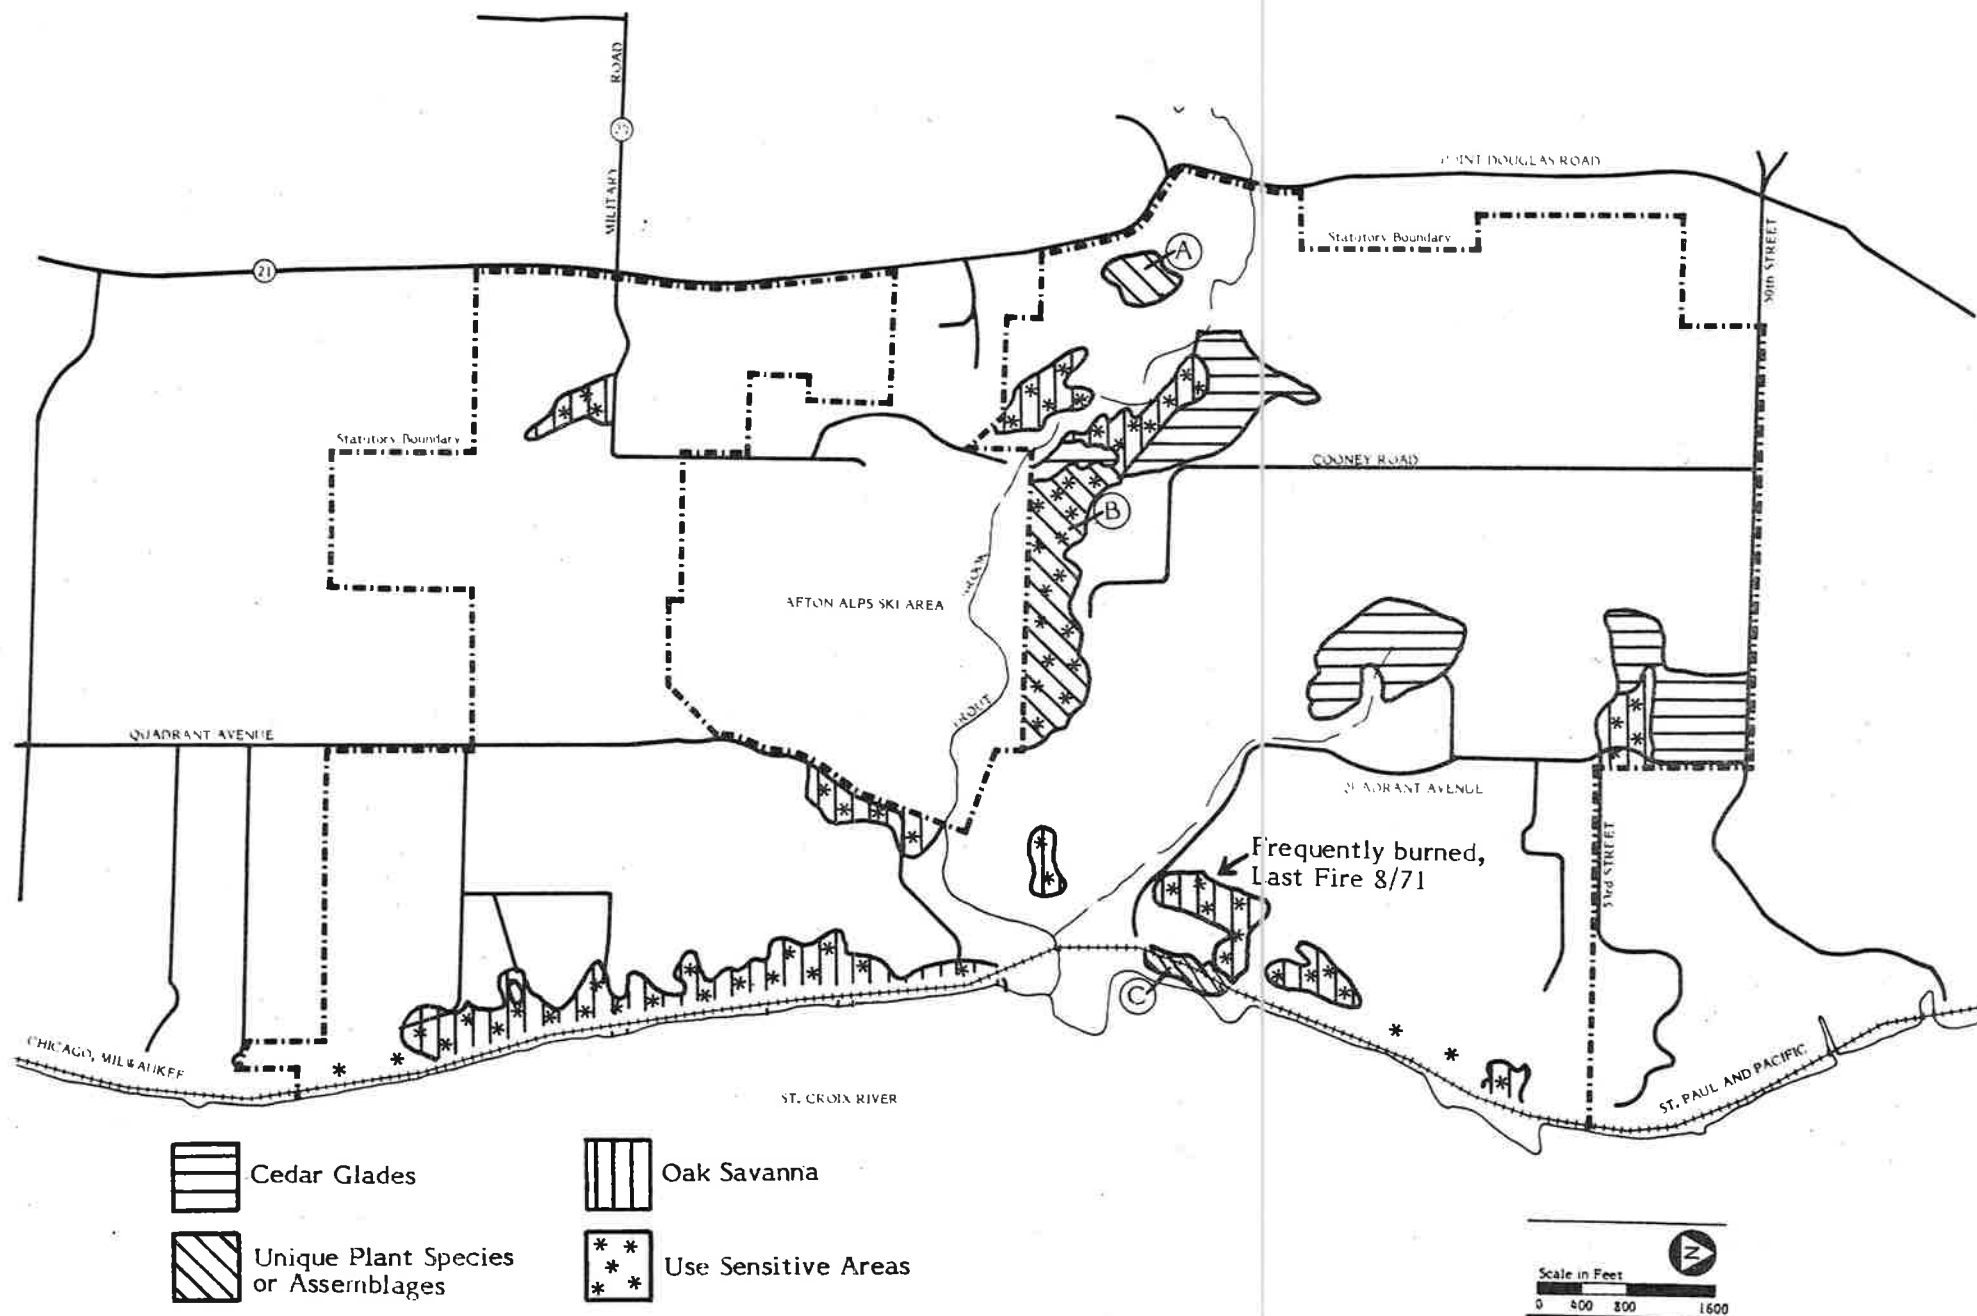 ROAD
MILITARY
21
POINT DOUGLAS ROAD
Statutory Boundary
50th STREET
A
Statutory Boundary
COONEY ROAD
B
AFTON ALPS SKI AREA
BROOK
TROUT
QUADRANT AVENUE
QUADRANT AVENUE
Frequently burned,
Last Fire 8/71
53rd STREET
C
CHICAGO, MILWAUKEE
ST. PAUL AND PACIFIC
ST. CROIX RIVER
Cedar Glades
Oak Savanna
Unique Plant Species
or Assemblages
Use Sensitive Areas
N
Scale in Feet
0 400 800 1600